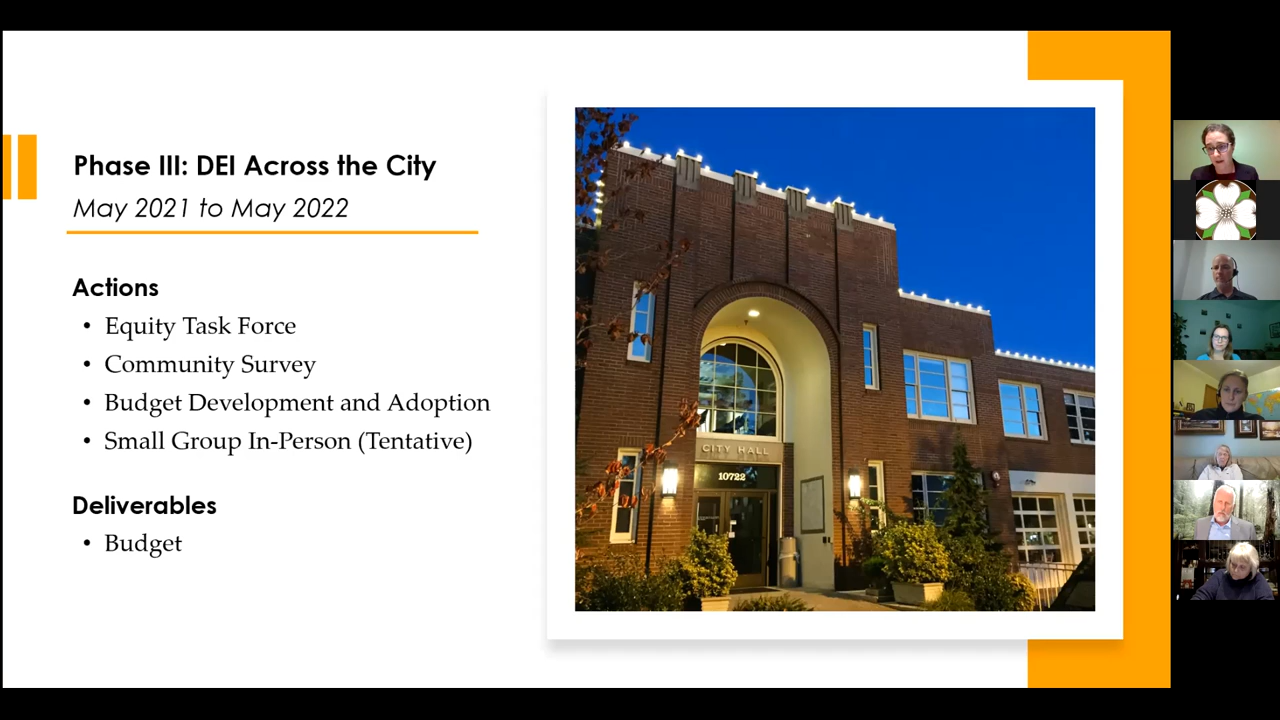 Phase III: DEI Across the City
May 2021 to May 2022
Actions
• Equity Task Force
• Community Survey
• Budget Development and Adoption
• Small Group In-Person (Tentative)
Deliverables
• Budget
CITY HALL
10722